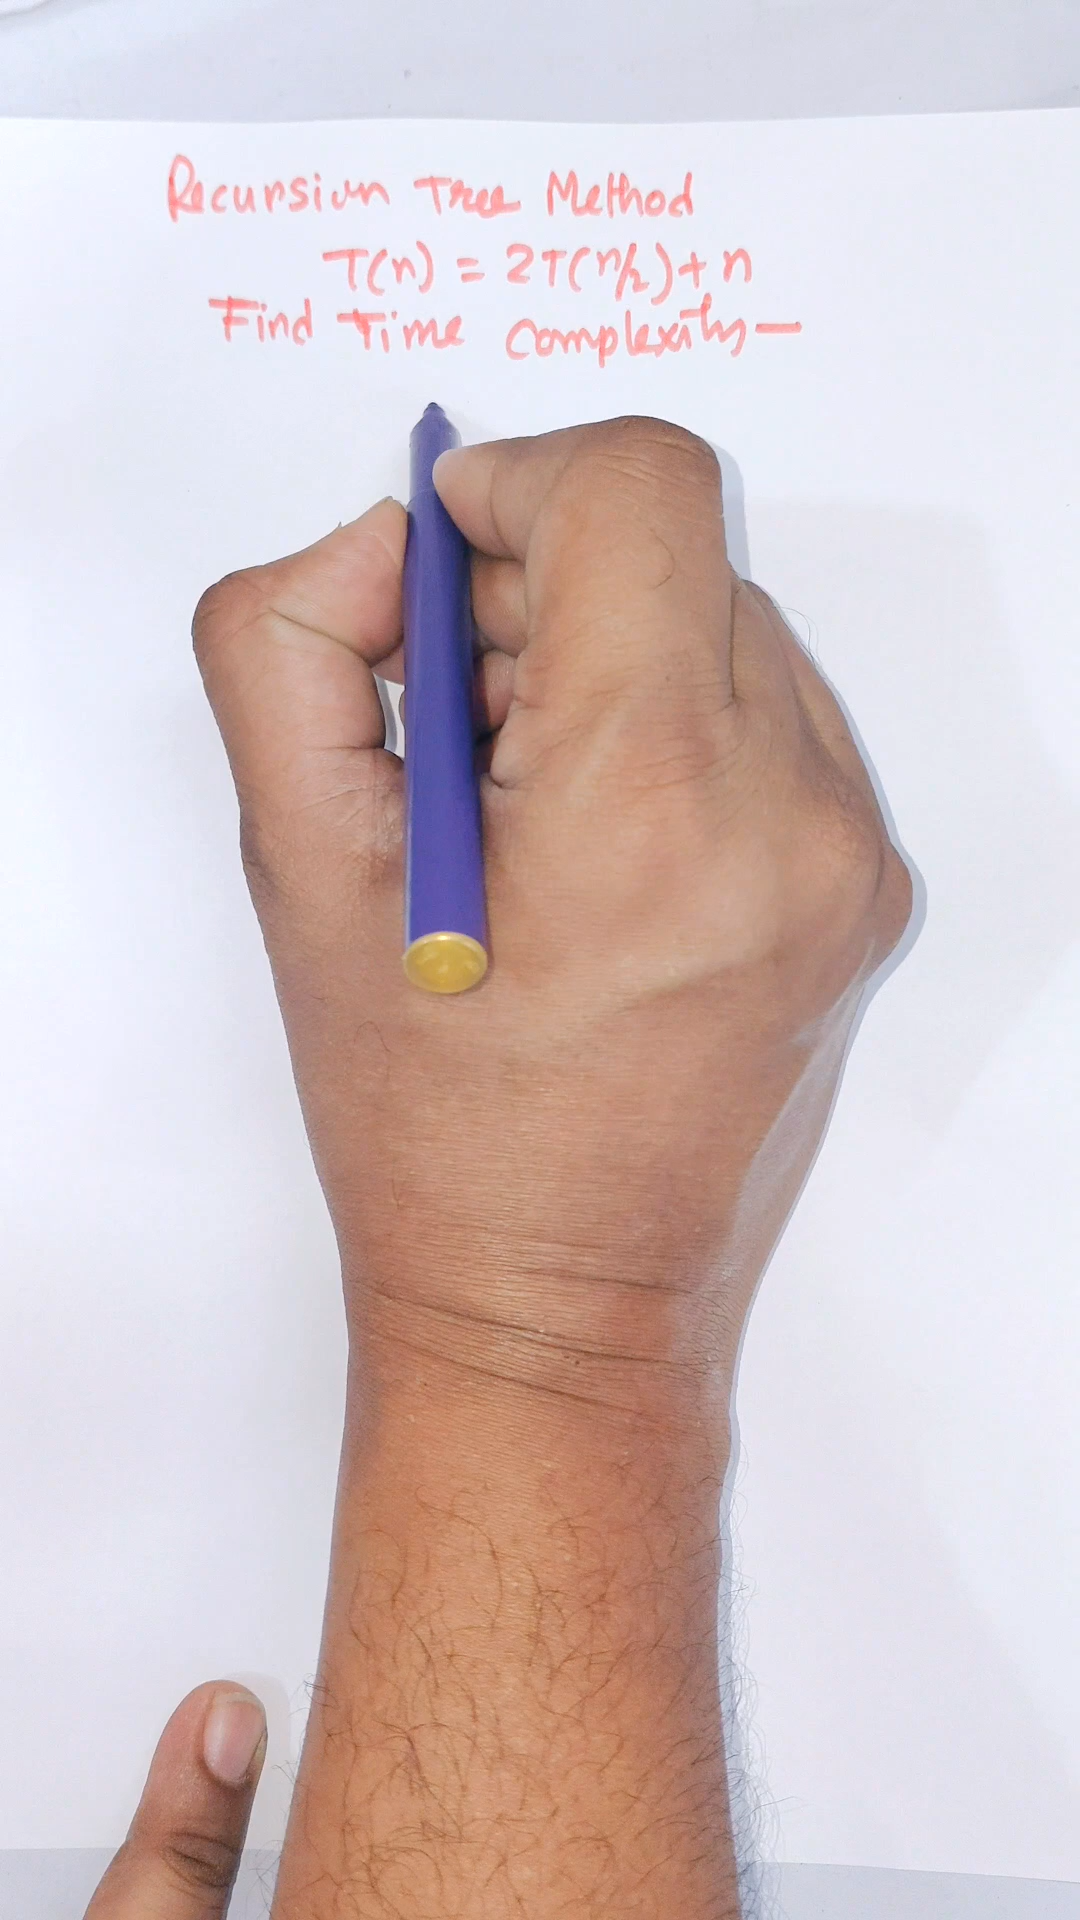 Recursion Tree Method
T(n) = 2T(n/2)+n
Find Time Complexity—